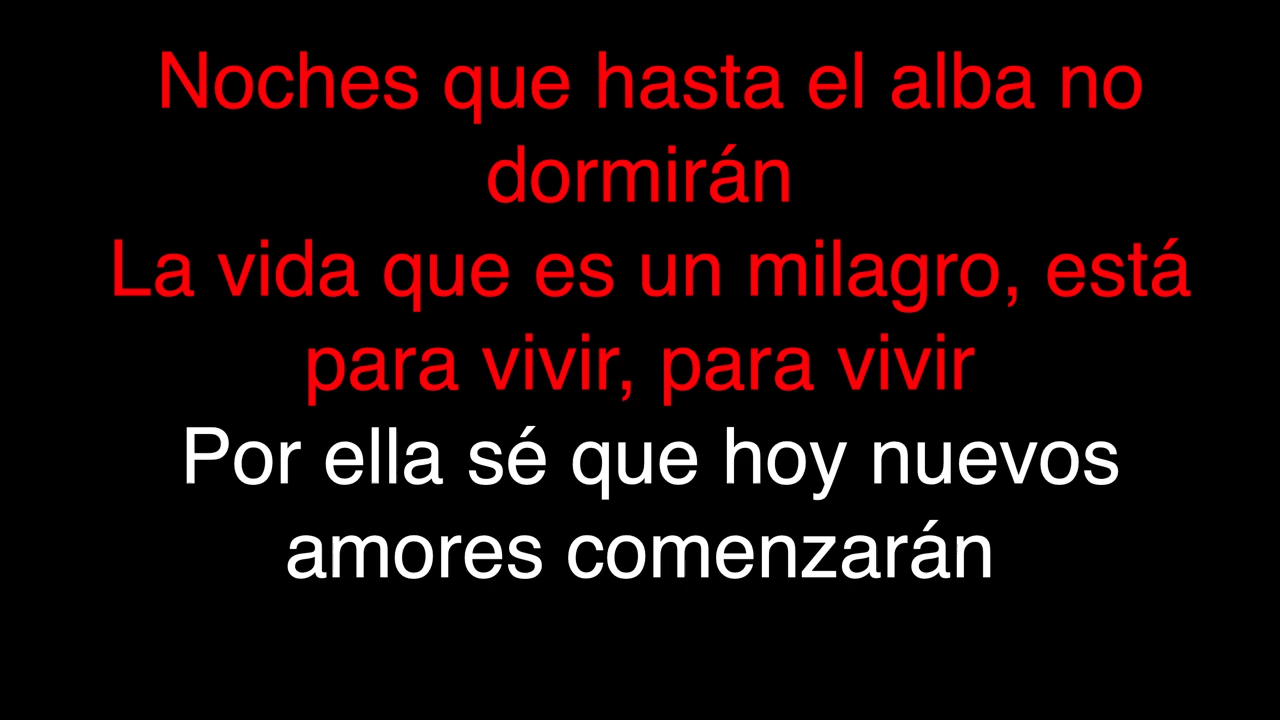 Noches que hasta el alba no
dormirán
La vida que es un milagro, está
para vivir, para vivir
Por ella sé que hoy nuevos
amores comenzarán